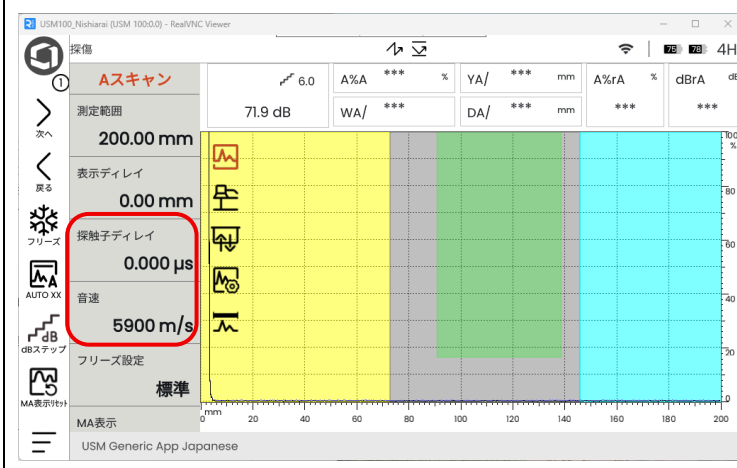 USM100_Nishiarai (USM 100:0.0) - RealVNC Viewer
探傷
4H
1
Aスキャン
6.0
71.9 dB
A%A *** %
YA/ *** mm
A%rA %
***
dBrA dB
***
WA/ ***
DA/ *** mm
次へ
戻る
フリーズ
AUTO XX
dB
dBステップ
MA表示リセット
測定範囲
200.00 mm
表示ディレイ
0.00 mm
探触子ディレイ
0.000 µs
音速
5900 m/s
フリーズ設定
標準
MA表示
100
%
80
60
40
20
0
0 mm 20 40 60 80 100 120 140 160 180 200
USM Generic App Japanese